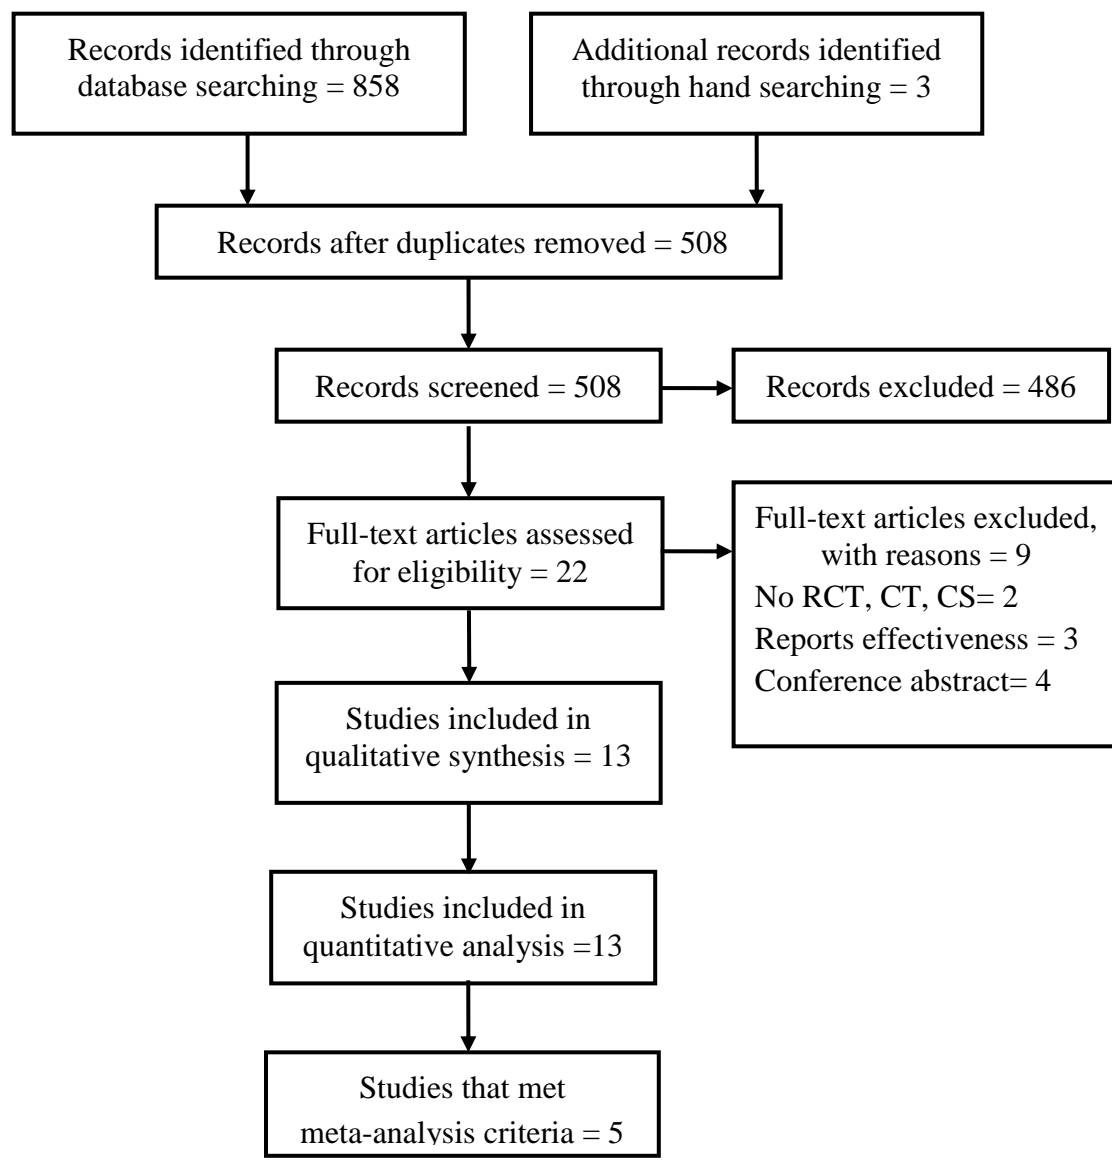 Records identified through
database searching = 858
Additional records identified
through hand searching = 3
Records after duplicates removed = 508
Records screened = 508
Records excluded = 486
Full-text articles assessed
for eligibility = 22
Full-text articles excluded,
with reasons = 9
No RCT, CT, CS= 2
Reports effectiveness = 3
Conference abstract= 4
Studies included in
qualitative synthesis = 13
Studies included in
quantitative analysis =13
Studies that met
meta-analysis criteria = 5